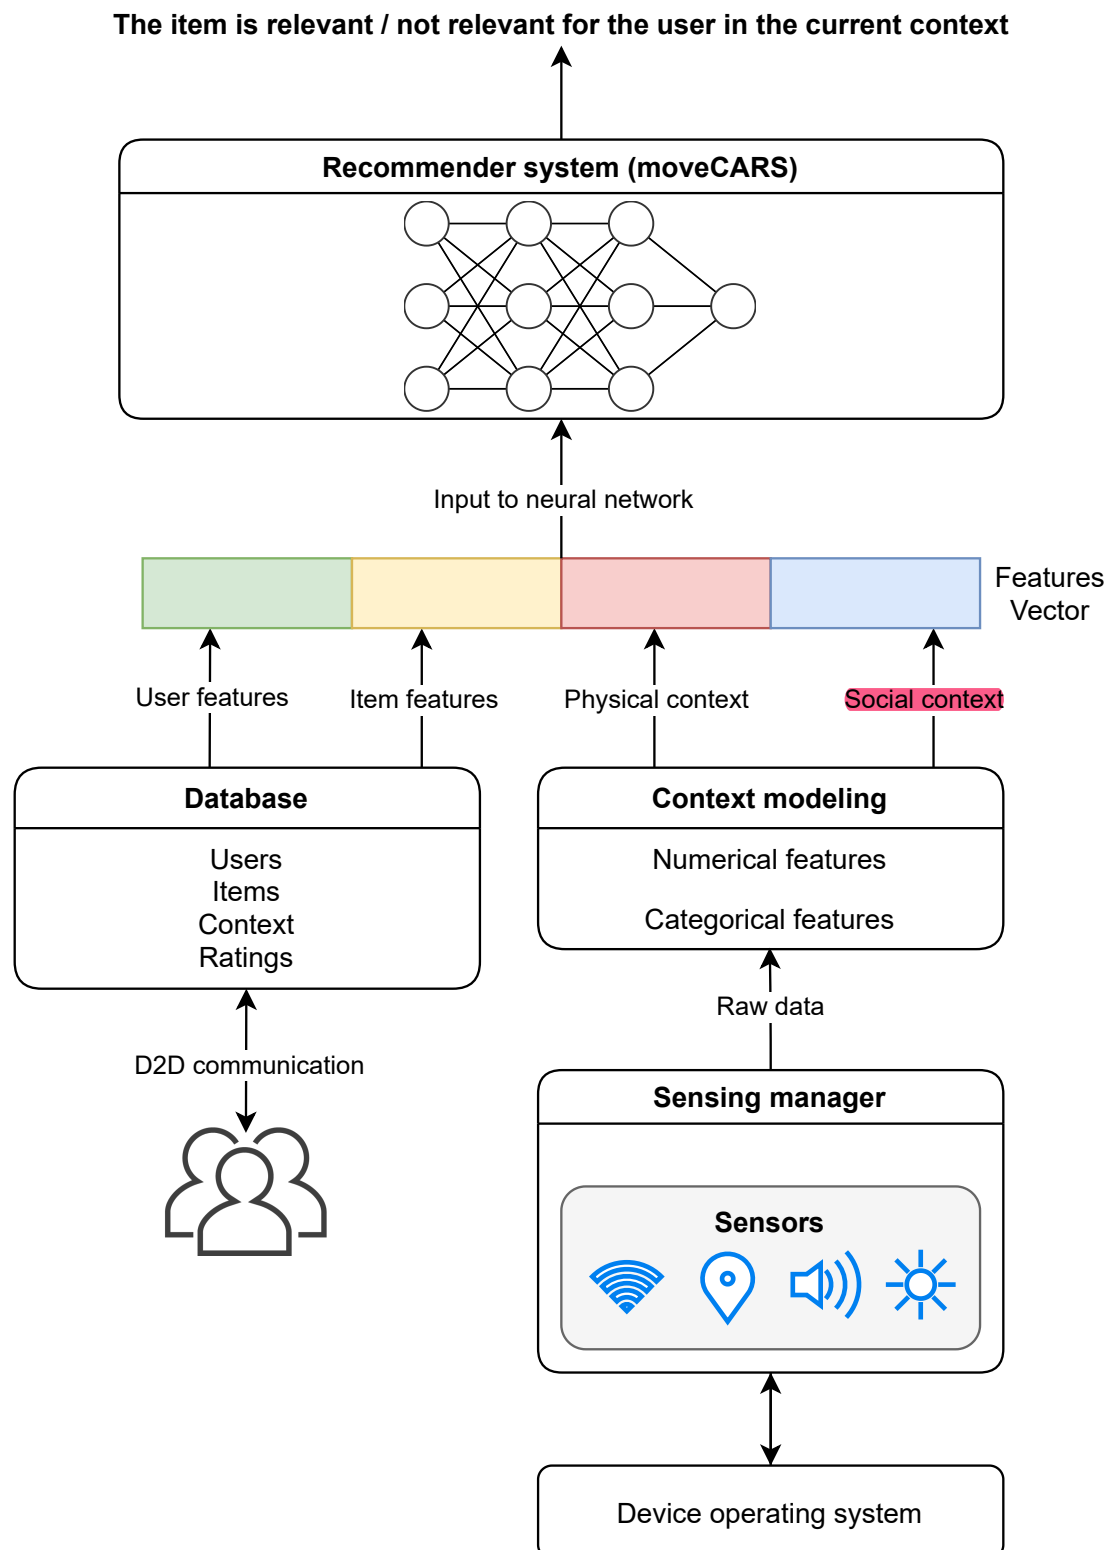 The item is relevant / not relevant for the user in the current context
Recommender system (moveCARS)
Input to neural network
Features
Vector
User features
Item features
Physical context
Social context
Database
Users
Items
Context
Ratings
Context modeling
Numerical features
Categorical features
Raw data
D2D communication
Sensing manager
Sensors
Device operating system